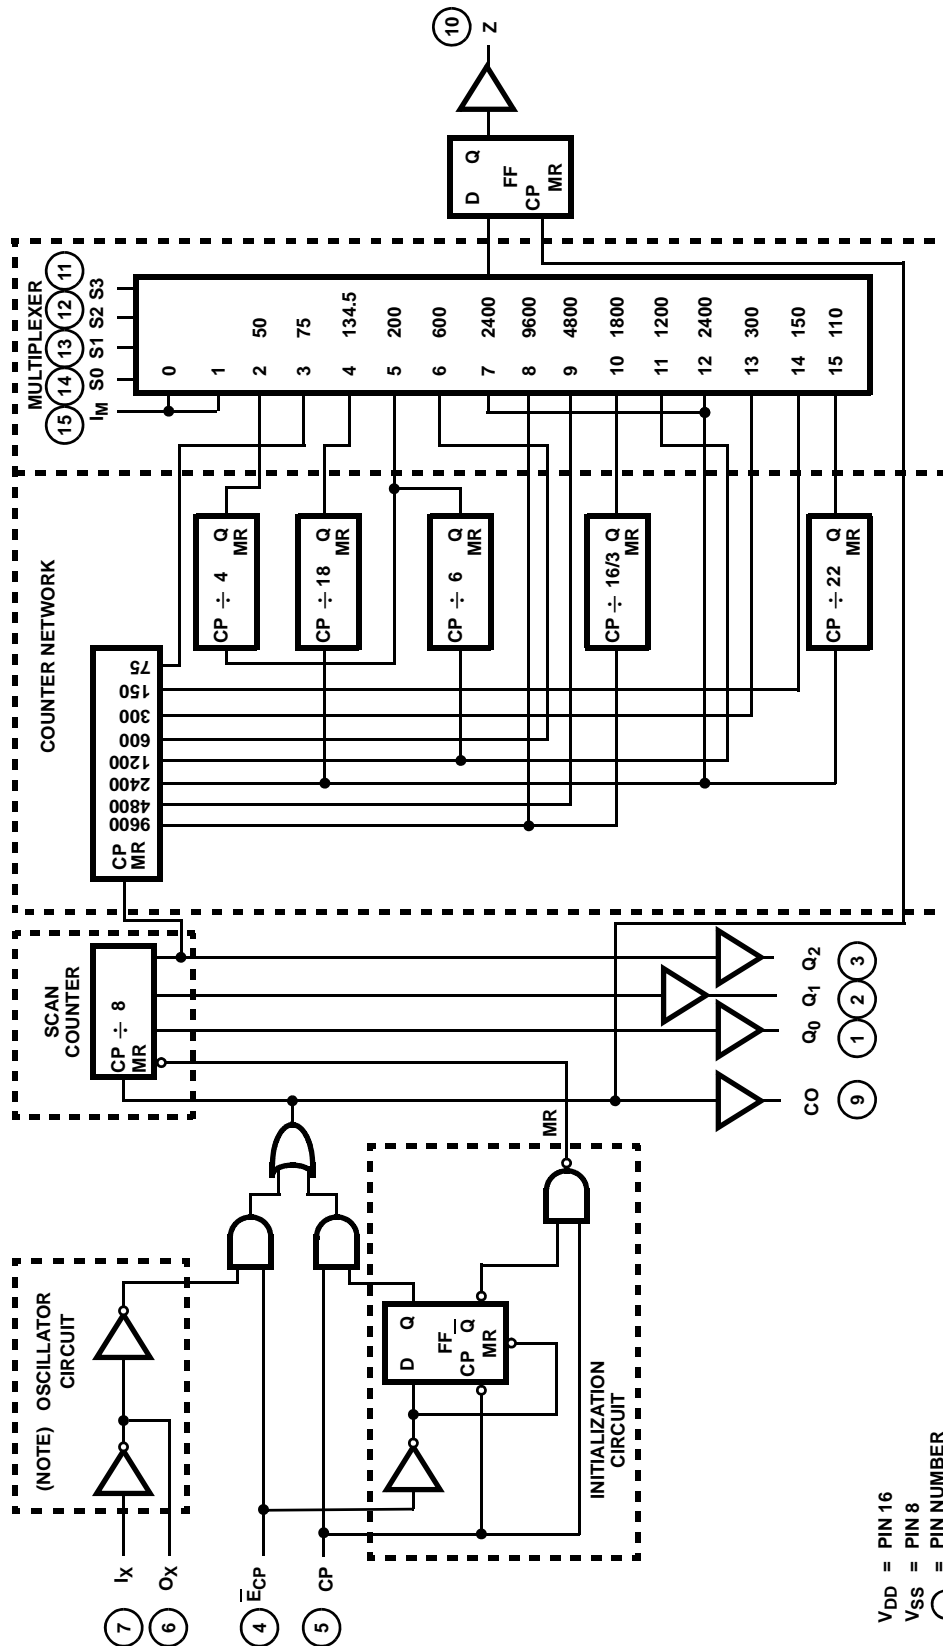 (NOTE) OSCILLATOR
CIRCUIT
7 IX
6 OX
4 E̅CP
5 CP
D Q
FF
CP Q̅
MR
INITIALIZATION
CIRCUIT
MR
SCAN
COUNTER
CP ÷ 8
MR
CO 9
Q0 1
Q1 2
Q2 3
COUNTER NETWORK
CP
MR
9600
4800
2400
1200
600
300
150
75
CP ÷ 4 Q
MR
CP ÷ 18 Q
MR
CP ÷ 6 Q
MR
CP ÷ 16/3 Q
MR
CP ÷ 22 Q
MR
MULTIPLEXER
15 14 13 12 11
IM S0 S1 S2 S3
0
1
2 50
3 75
4 134.5
5 200
6 600
7 2400
8 9600
9 4800
10 1800
11 1200
12 2400
13 300
14 150
15 110
D Q
FF
CP
MR
10
Z
VDD = PIN 16
VSS = PIN 8
= PIN NUMBER